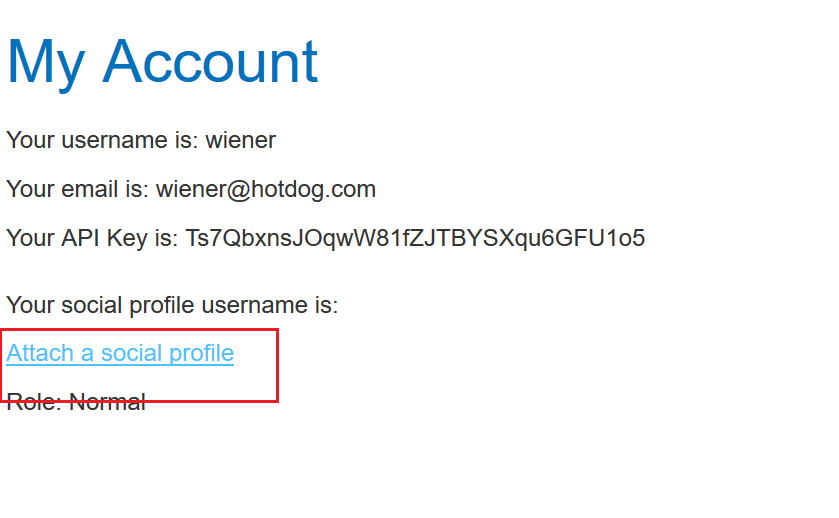 My Account
Your username is: wiener
Your email is: wiener@hotdog.com
Your API Key is: Ts7QbxnsJOqwW81fZJTBYSXqu6GFU1o5
Your social profile username is:
Attach a social profile
Role: Normal